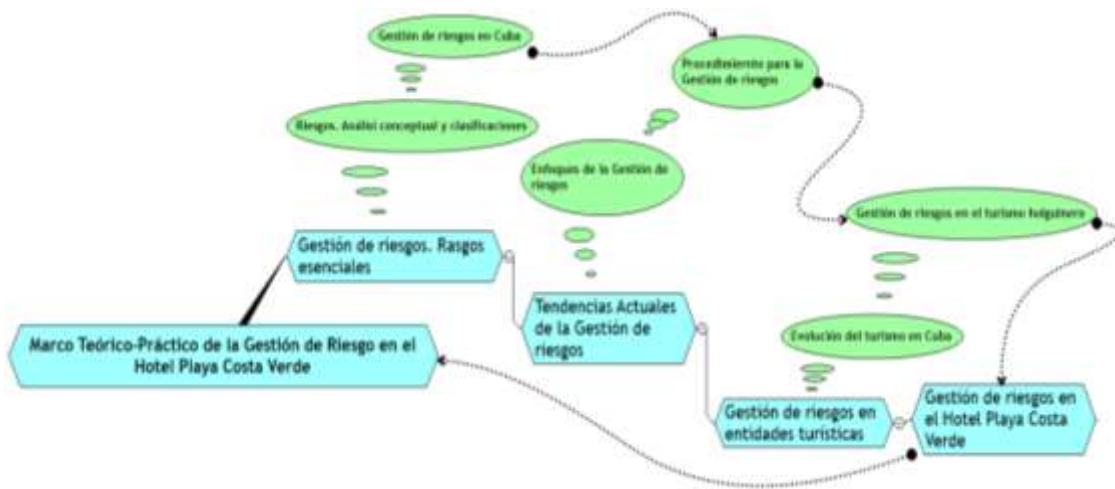 Gestión de riesgos en Cuba
Procedimiento para la
Gestión de riesgos
Riesgos. Análisi conceptual y clasificaciones
Enfoques de la Gestión de
riesgos
Gestión de riesgos en el turismo holguinero
Gestión de riesgos. Rasgos
esenciales
Tendencias Actuales
de la Gestión de
riesgos
Evolución del turismo en Cuba
Marco Teórico-Práctico de la Gestión de Riesgo en el
Hotel Playa Costa Verde
Gestión de riesgos en
entidades turísticas
Gestión de riesgos en
el Hotel Playa Costa
Verde